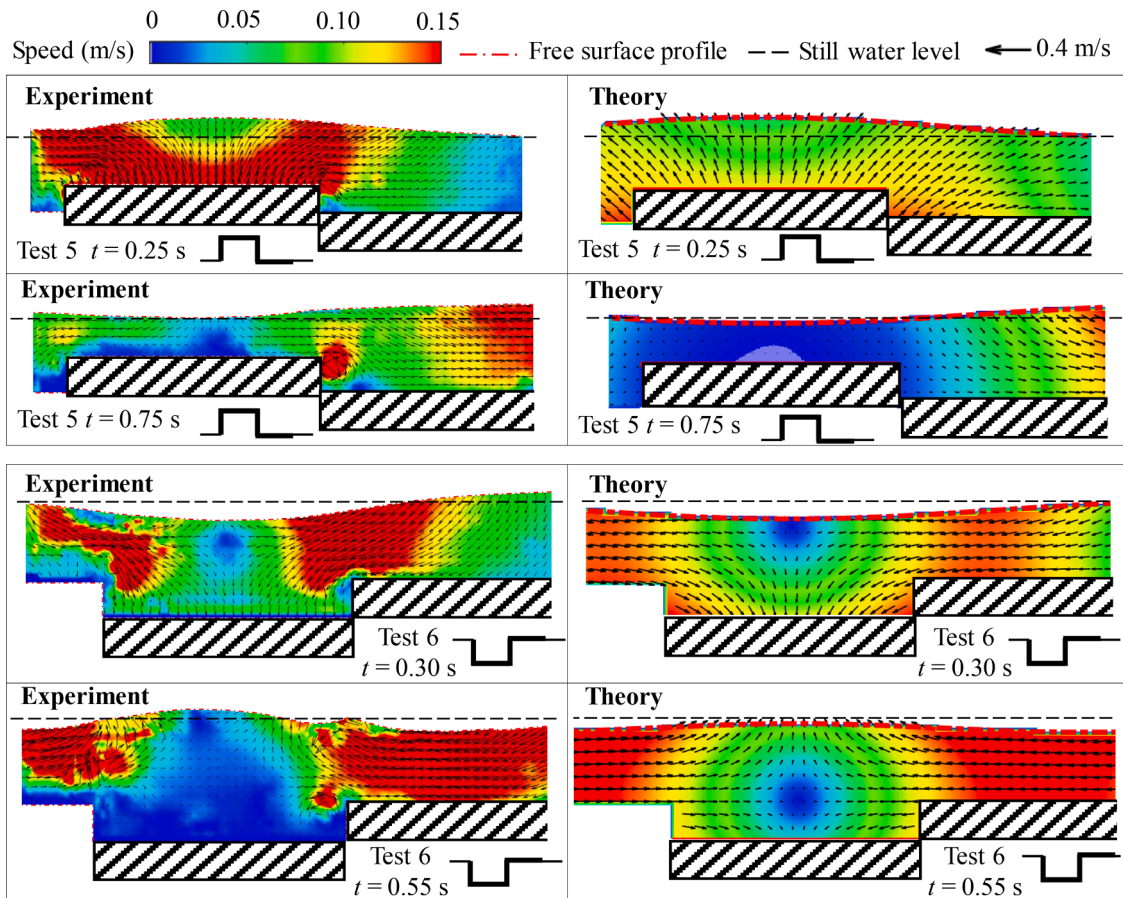 0 0.05 0.10 0.15
Speed (m/s) Free surface profile Still water level 0.4 m/s
Experiment
Theory
Test 5 t = 0.25 s
Test 5 t = 0.25 s
Experiment
Theory
Test 5 t = 0.75 s
Test 5 t = 0.75 s
Experiment
Theory
Test 6
t = 0.30 s
Test 6
t = 0.30 s
Experiment
Theory
Test 6
t = 0.55 s
Test 6
t = 0.55 s